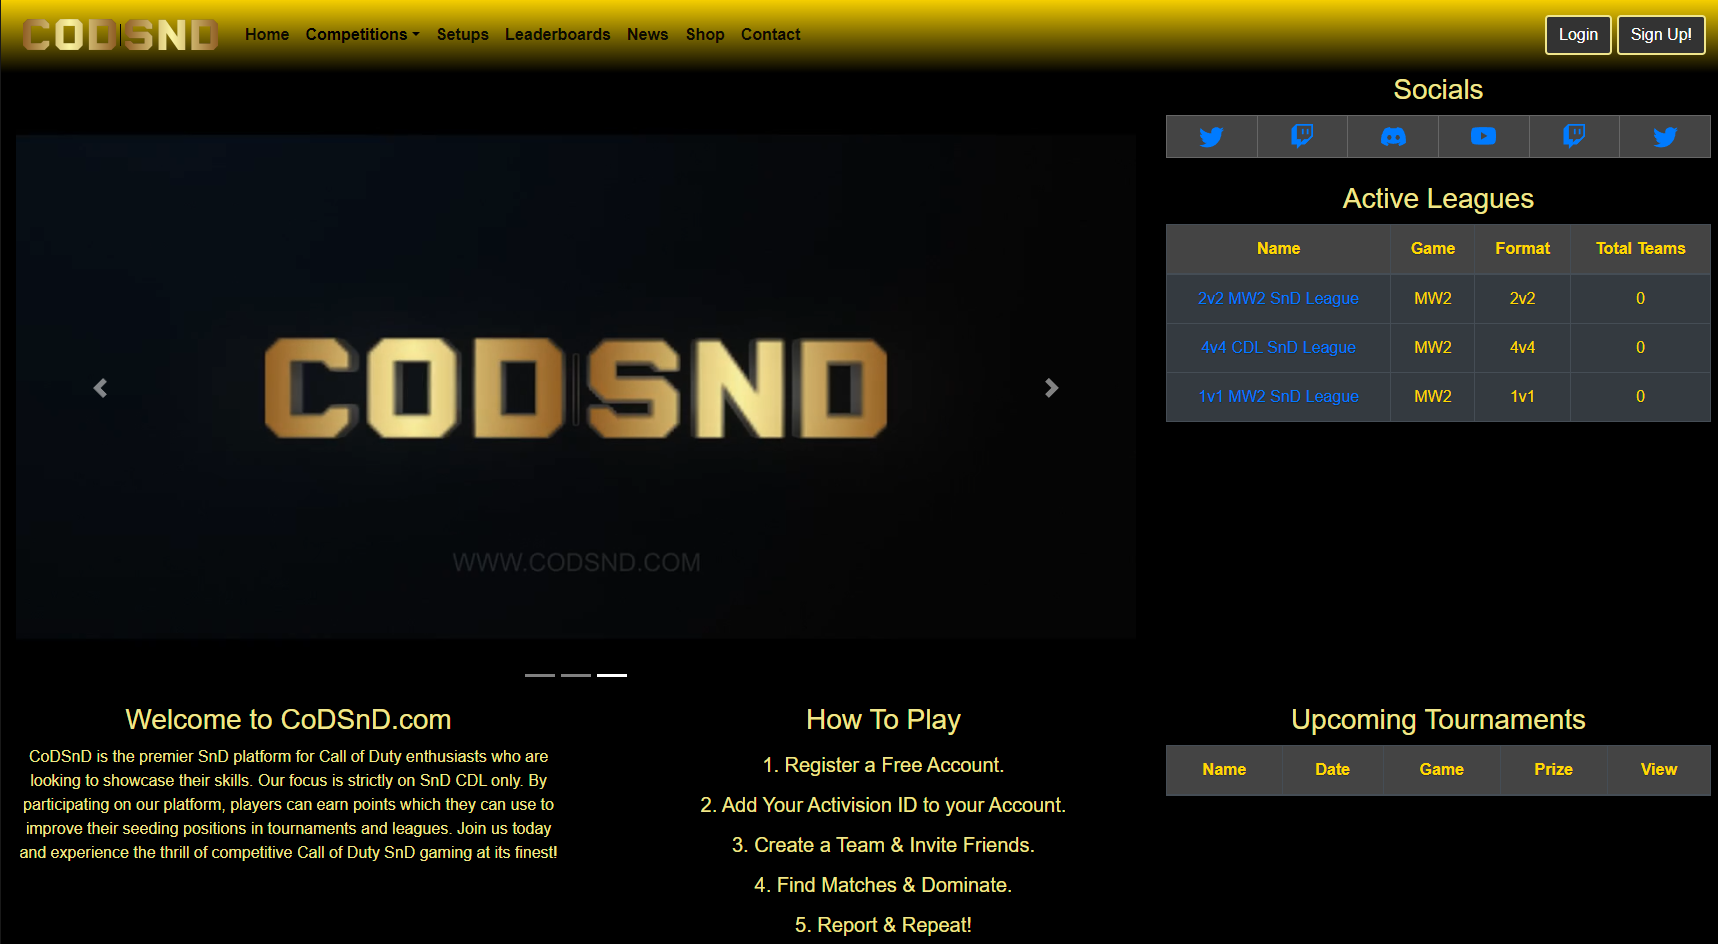 CODSND Home Competitions Setups Leaderboards News Shop Contact Login Sign Up!
CODSND
WWW.CODSND.COM
Socials
Active Leagues
Name Game Format Total Teams
2v2 MW2 SnD League MW2 2v2 0
4v4 CDL SnD League MW2 4v4 0
1v1 MW2 SnD League MW2 1v1 0
Welcome to CoDSnD.com
CoDSnD is the premier SnD platform for Call of Duty enthusiasts who are
looking to showcase their skills. Our focus is strictly on SnD CDL only. By
participating on our platform, players can earn points which they can use to
improve their seeding positions in tournaments and leagues. Join us today
and experience the thrill of competitive Call of Duty SnD gaming at its finest!
How To Play
1. Register a Free Account.
2. Add Your Activision ID to your Account.
3. Create a Team & Invite Friends.
4. Find Matches & Dominate.
5. Report & Repeat!
Upcoming Tournaments
Name Date Game Prize View